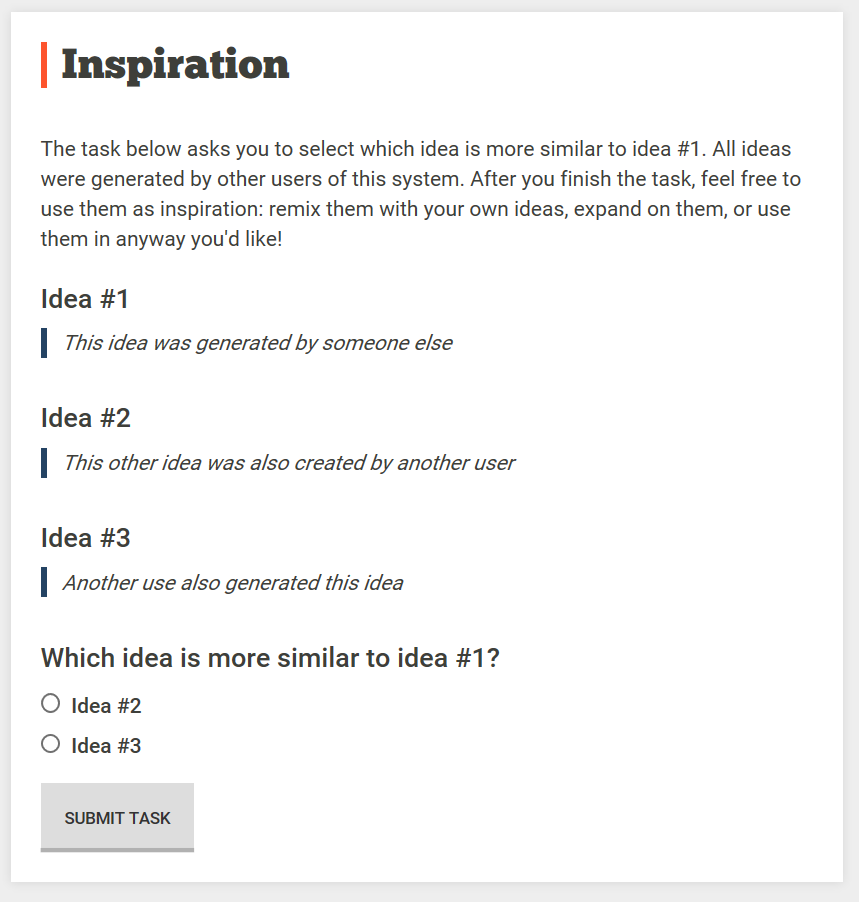 Inspiration
The task below asks you to select which idea is more similar to idea #1. All ideas
were generated by other users of this system. After you finish the task, feel free to
use them as inspiration: remix them with your own ideas, expand on them, or use
them in anyway you'd like!
Idea #1
This idea was generated by someone else
Idea #2
This other idea was also created by another user
Idea #3
Another use also generated this idea
Which idea is more similar to idea #1?
Idea #2
Idea #3
SUBMIT TASK